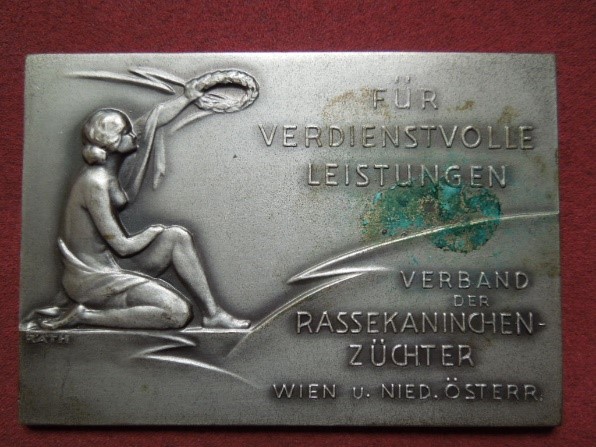 FÜR
VERDIENSTVOLLE
LEISTUNGEN
VERBAND
DER
RASSEKANINCHEN-
ZÜCHTER
WIEN u. NIED. ÖSTERR.
RATH